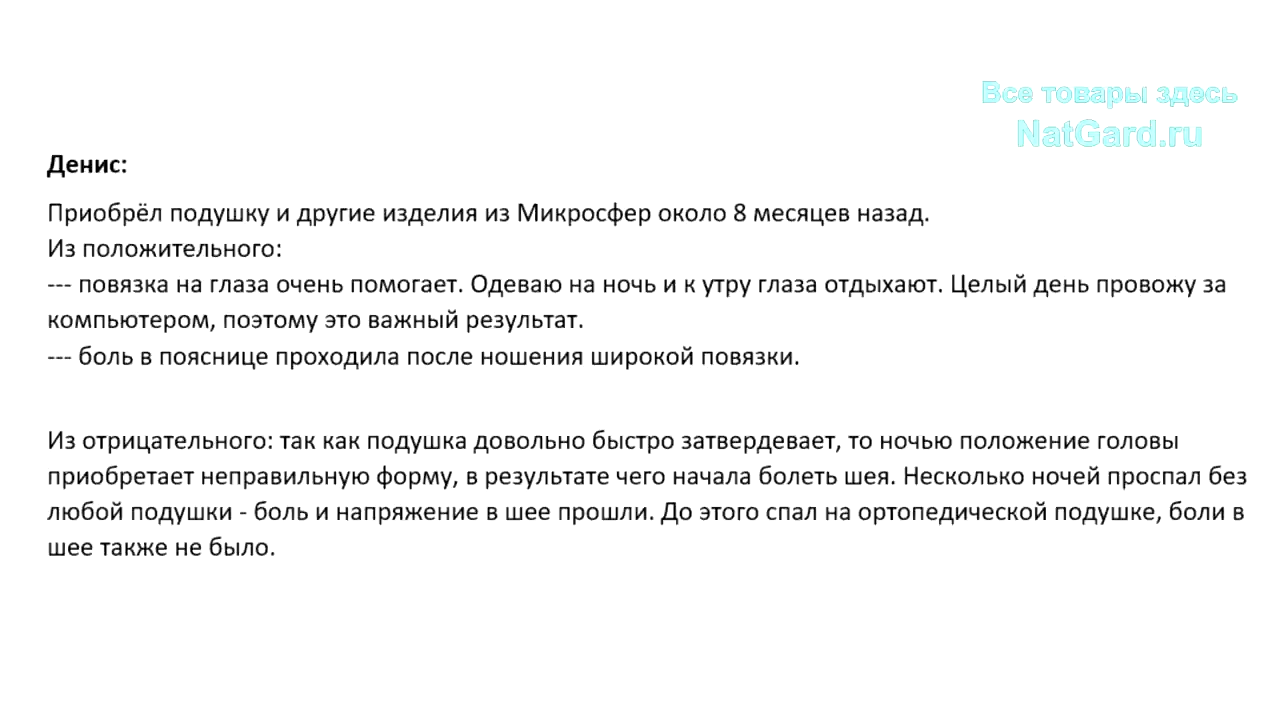 Все товары здесь
NatGard.ru
Денис:
Приобрёл подушку и другие изделия из Микросфер около 8 месяцев назад.
Из положительного:
--- повязка на глаза очень помогает. Одеваю на ночь и к утру глаза отдыхают. Целый день провожу за
компьютером, поэтому это важный результат.
--- боль в пояснице проходила после ношения широкой повязки.
Из отрицательного: так как подушка довольно быстро затвердевает, то ночью положение головы
приобретает неправильную форму, в результате чего начала болеть шея. Несколько ночей проспал без
любой подушки - боль и напряжение в шее прошли. До этого спал на ортопедической подушке, боли в
шее также не было.